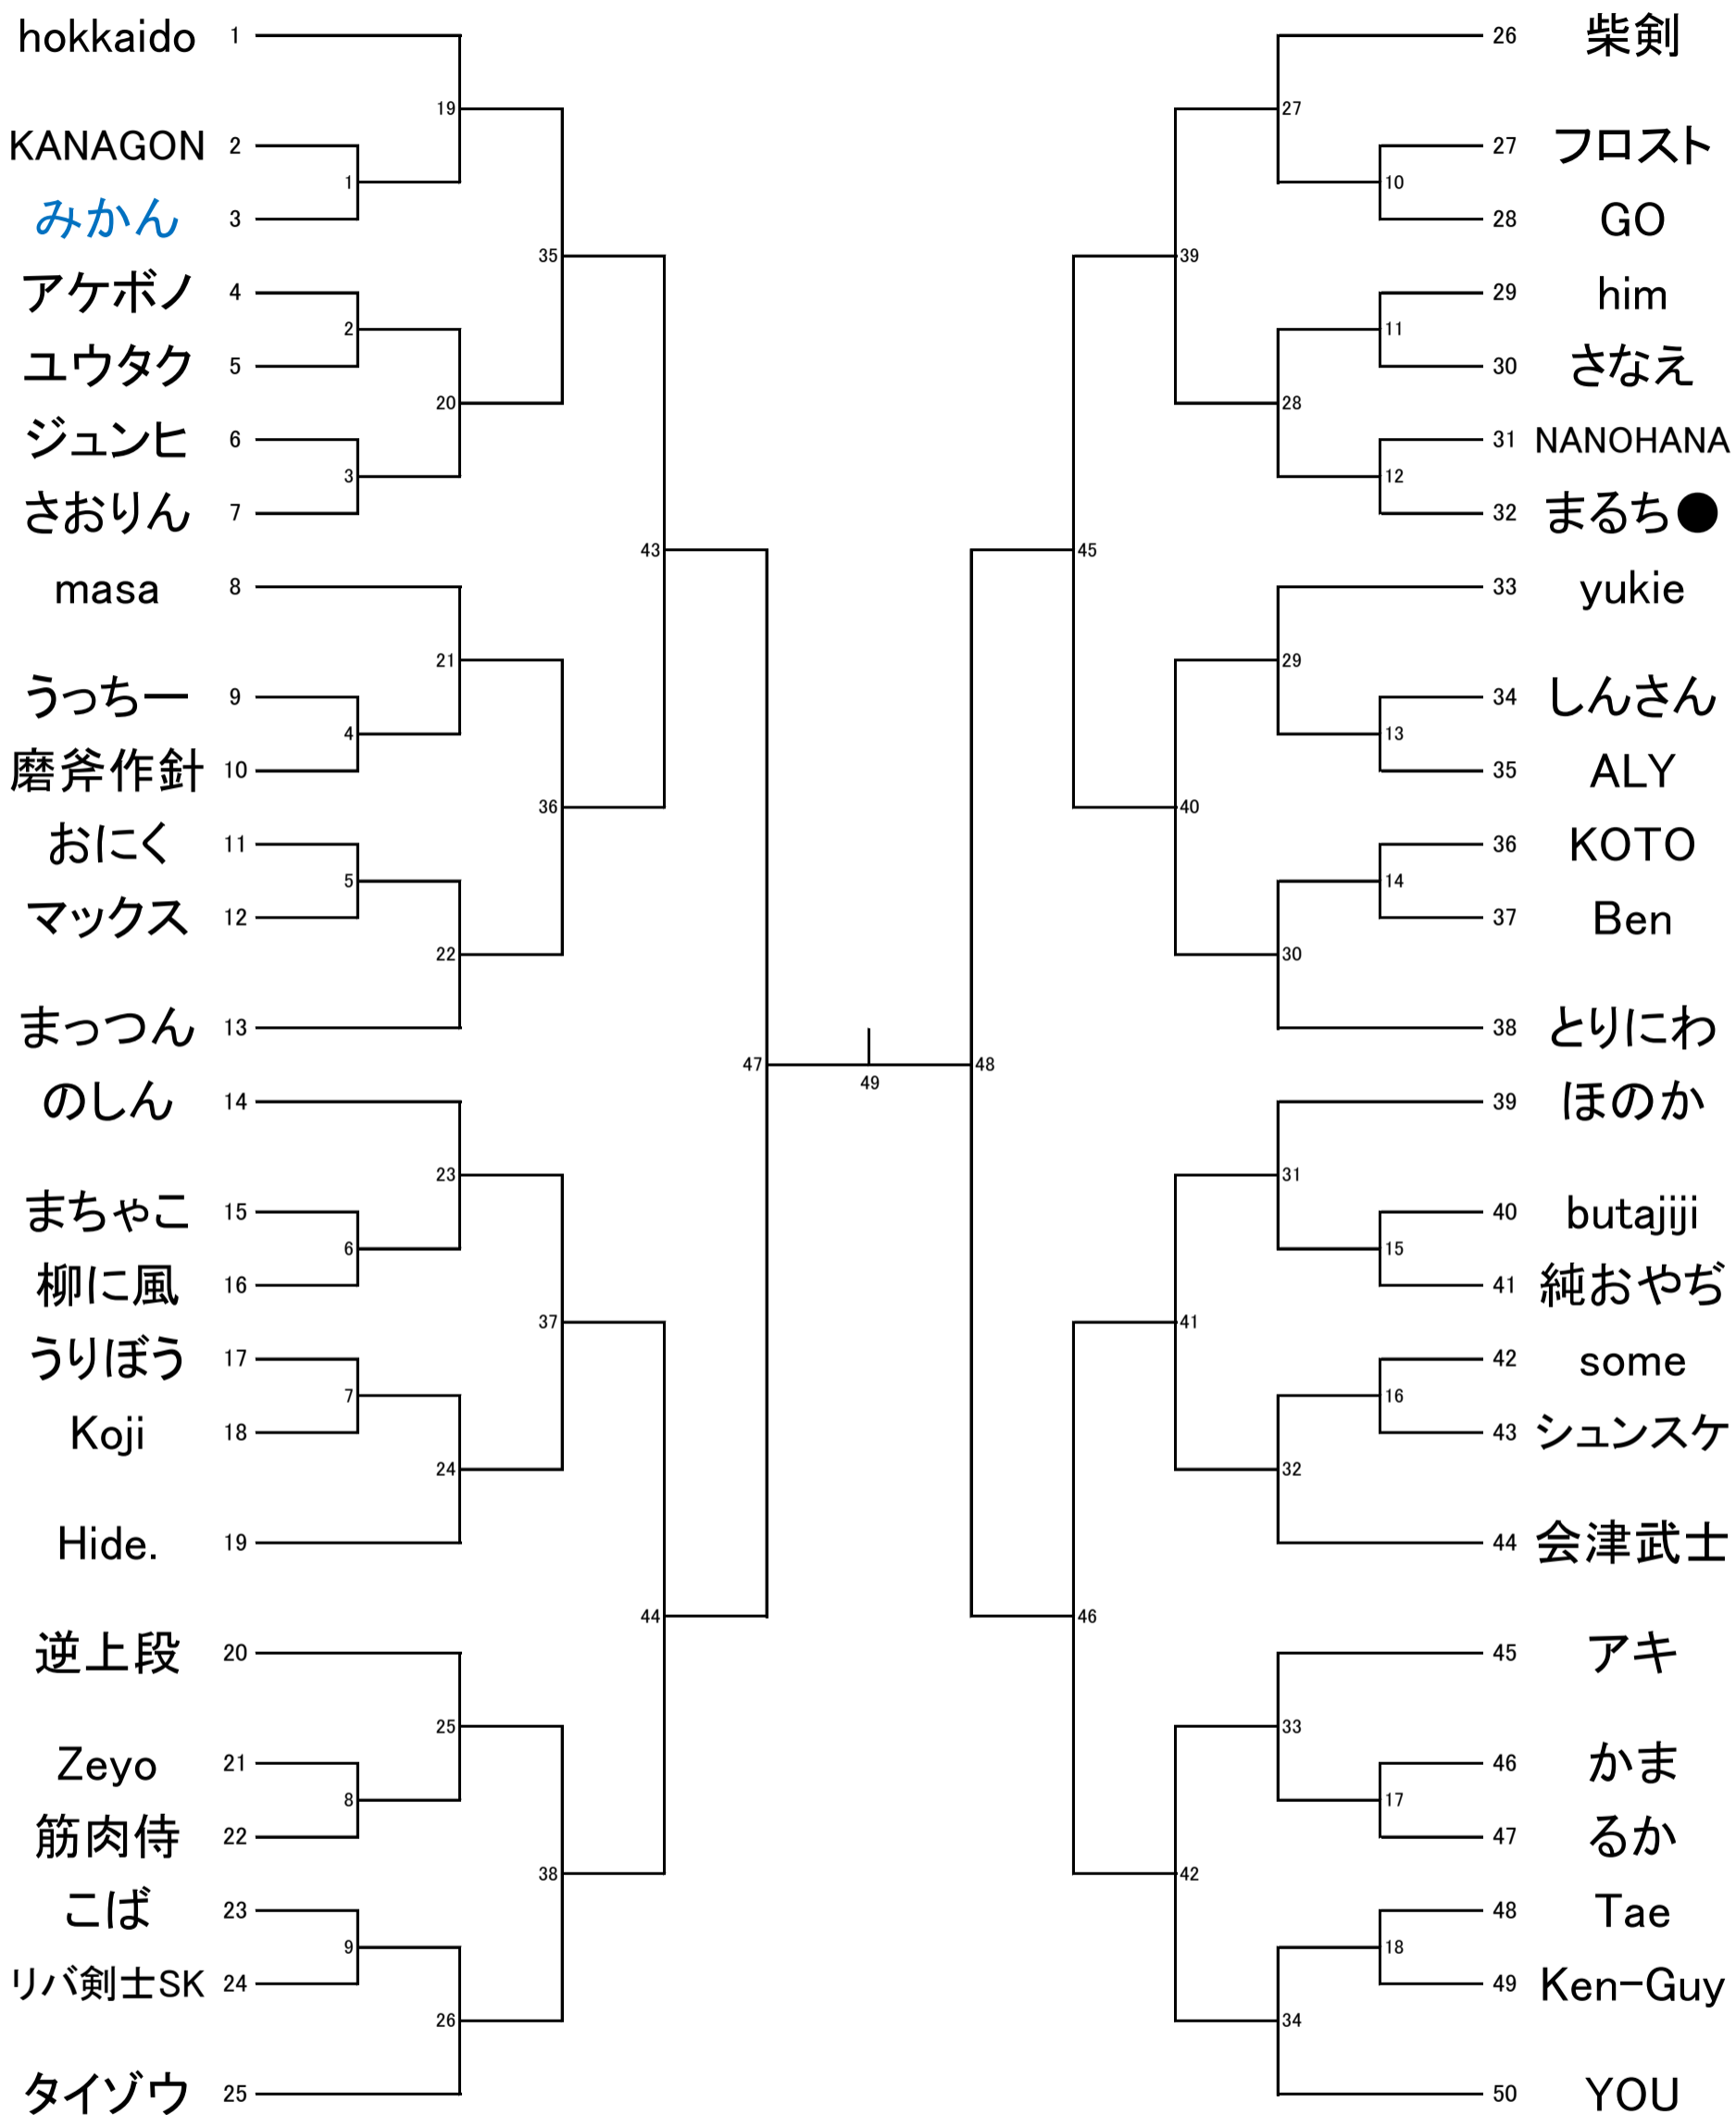 hokkaido 1
KANAGON 2
みかん 3
アケボノ 4
ユウタク 5
ジュンヒ 6
さおりん 7
masa 8
うっちー 9
磨斧作針 10
おにく 11
マックス 12
まっつん 13
のしん 14
まちゃこ 15
柳に風 16
うりぼう 17
Koji 18
Hide. 19
逆上段 20
Zeyo 21
筋肉侍 22
こば 23
リバ剣士SK 24
タイゾウ 25
1
2
3
4
5
6
7
8
9
19
20
21
22
23
24
25
26
35
36
37
38
43
44
47
49
48
45
46
39
40
41
42
27
28
29
30
31
32
33
34
10
11
12
13
14
15
16
17
18
26 柴剣
27 フロスト
28 GO
29 him
30 さなえ
31 NANOHANA
32 まるち●
33 yukie
34 しんさん
35 ALY
36 KOTO
37 Ben
38 とりにわ
39 ほのか
40 butajiji
41 純おやぢ
42 some
43 シュンスケ
44 会津武士
45 アキ
46 かま
47 るか
48 Tae
49 Ken-Guy
50 YOU